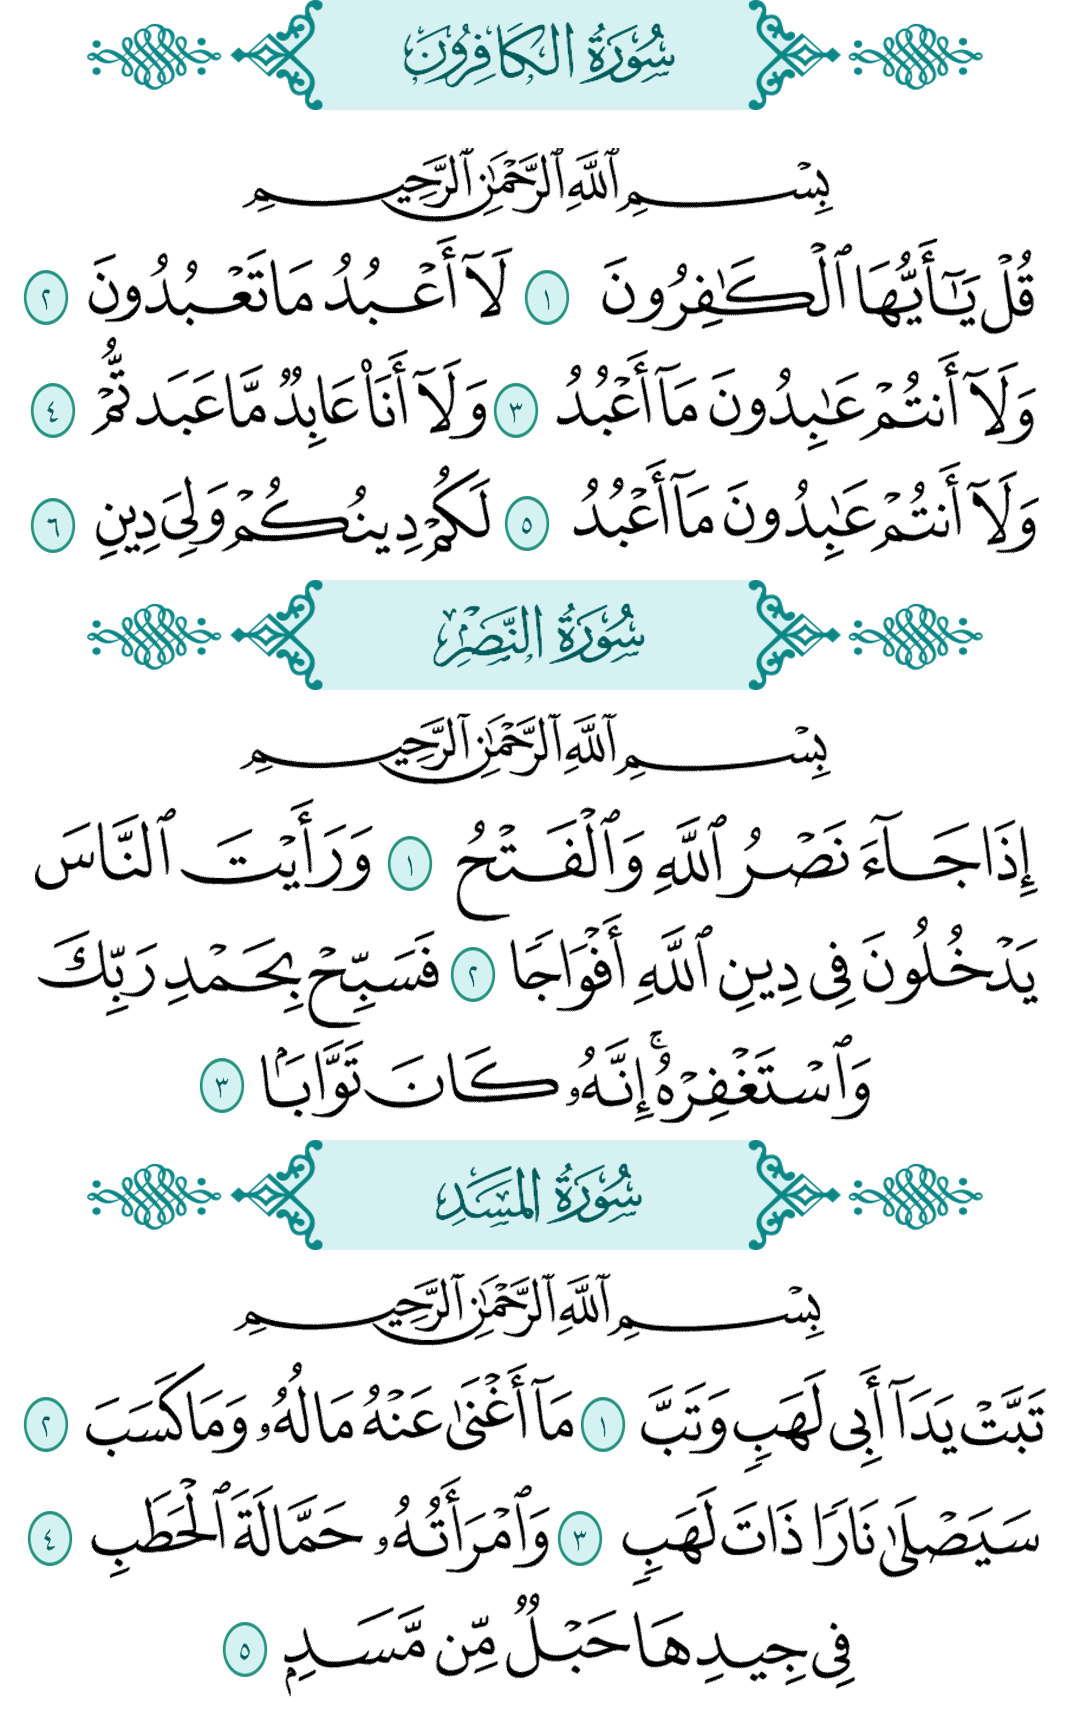 سُورَةُ الكَافِرُونَ
بِسْمِ ٱللَّهِ ٱلرَّحْمَٰنِ ٱلرَّحِيمِ
قُلْ يَٰٓأَيُّهَا ٱلْكَٰفِرُونَ ١ لَآ أَعْبُدُ مَا تَعْبُدُونَ ٢
وَلَآ أَنتُمْ عَٰبِدُونَ مَآ أَعْبُدُ ٣ وَلَآ أَنَا۠ عَابِدٌ مَّا عَبَدتُّمْ ٤
وَلَآ أَنتُمْ عَٰبِدُونَ مَآ أَعْبُدُ ٥ لَكُمْ دِينُكُمْ وَلِىَ دِينِ ٦
سُورَةُ النَّصْرِ
بِسْمِ ٱللَّهِ ٱلرَّحْمَٰنِ ٱلرَّحِيمِ
إِذَا جَآءَ نَصْرُ ٱللَّهِ وَٱلْفَتْحُ ١ وَرَأَيْتَ ٱلنَّاسَ
يَدْخُلُونَ فِى دِينِ ٱللَّهِ أَفْوَاجًا ٢ فَسَبِّحْ بِحَمْدِ رَبِّكَ
وَٱسْتَغْفِرْهُ ۚ إِنَّهُۥ كَانَ تَوَّابًۢا ٣
سُورَةُ المَسَدِ
بِسْمِ ٱللَّهِ ٱلرَّحْمَٰنِ ٱلرَّحِيمِ
تَبَّتْ يَدَآ أَبِى لَهَبٍ وَتَبَّ ١ مَآ أَغْنَىٰ عَنْهُ مَالُهُۥ وَمَا كَسَبَ ٢
سَيَصْلَىٰ نَارًا ذَاتَ لَهَبٍ ٣ وَٱمْرَأَتُهُۥ حَمَّالَةَ ٱلْحَطَبِ ٤
فِى جِيدِهَا حَبْلٌ مِّن مَّسَدٍۭ ٥